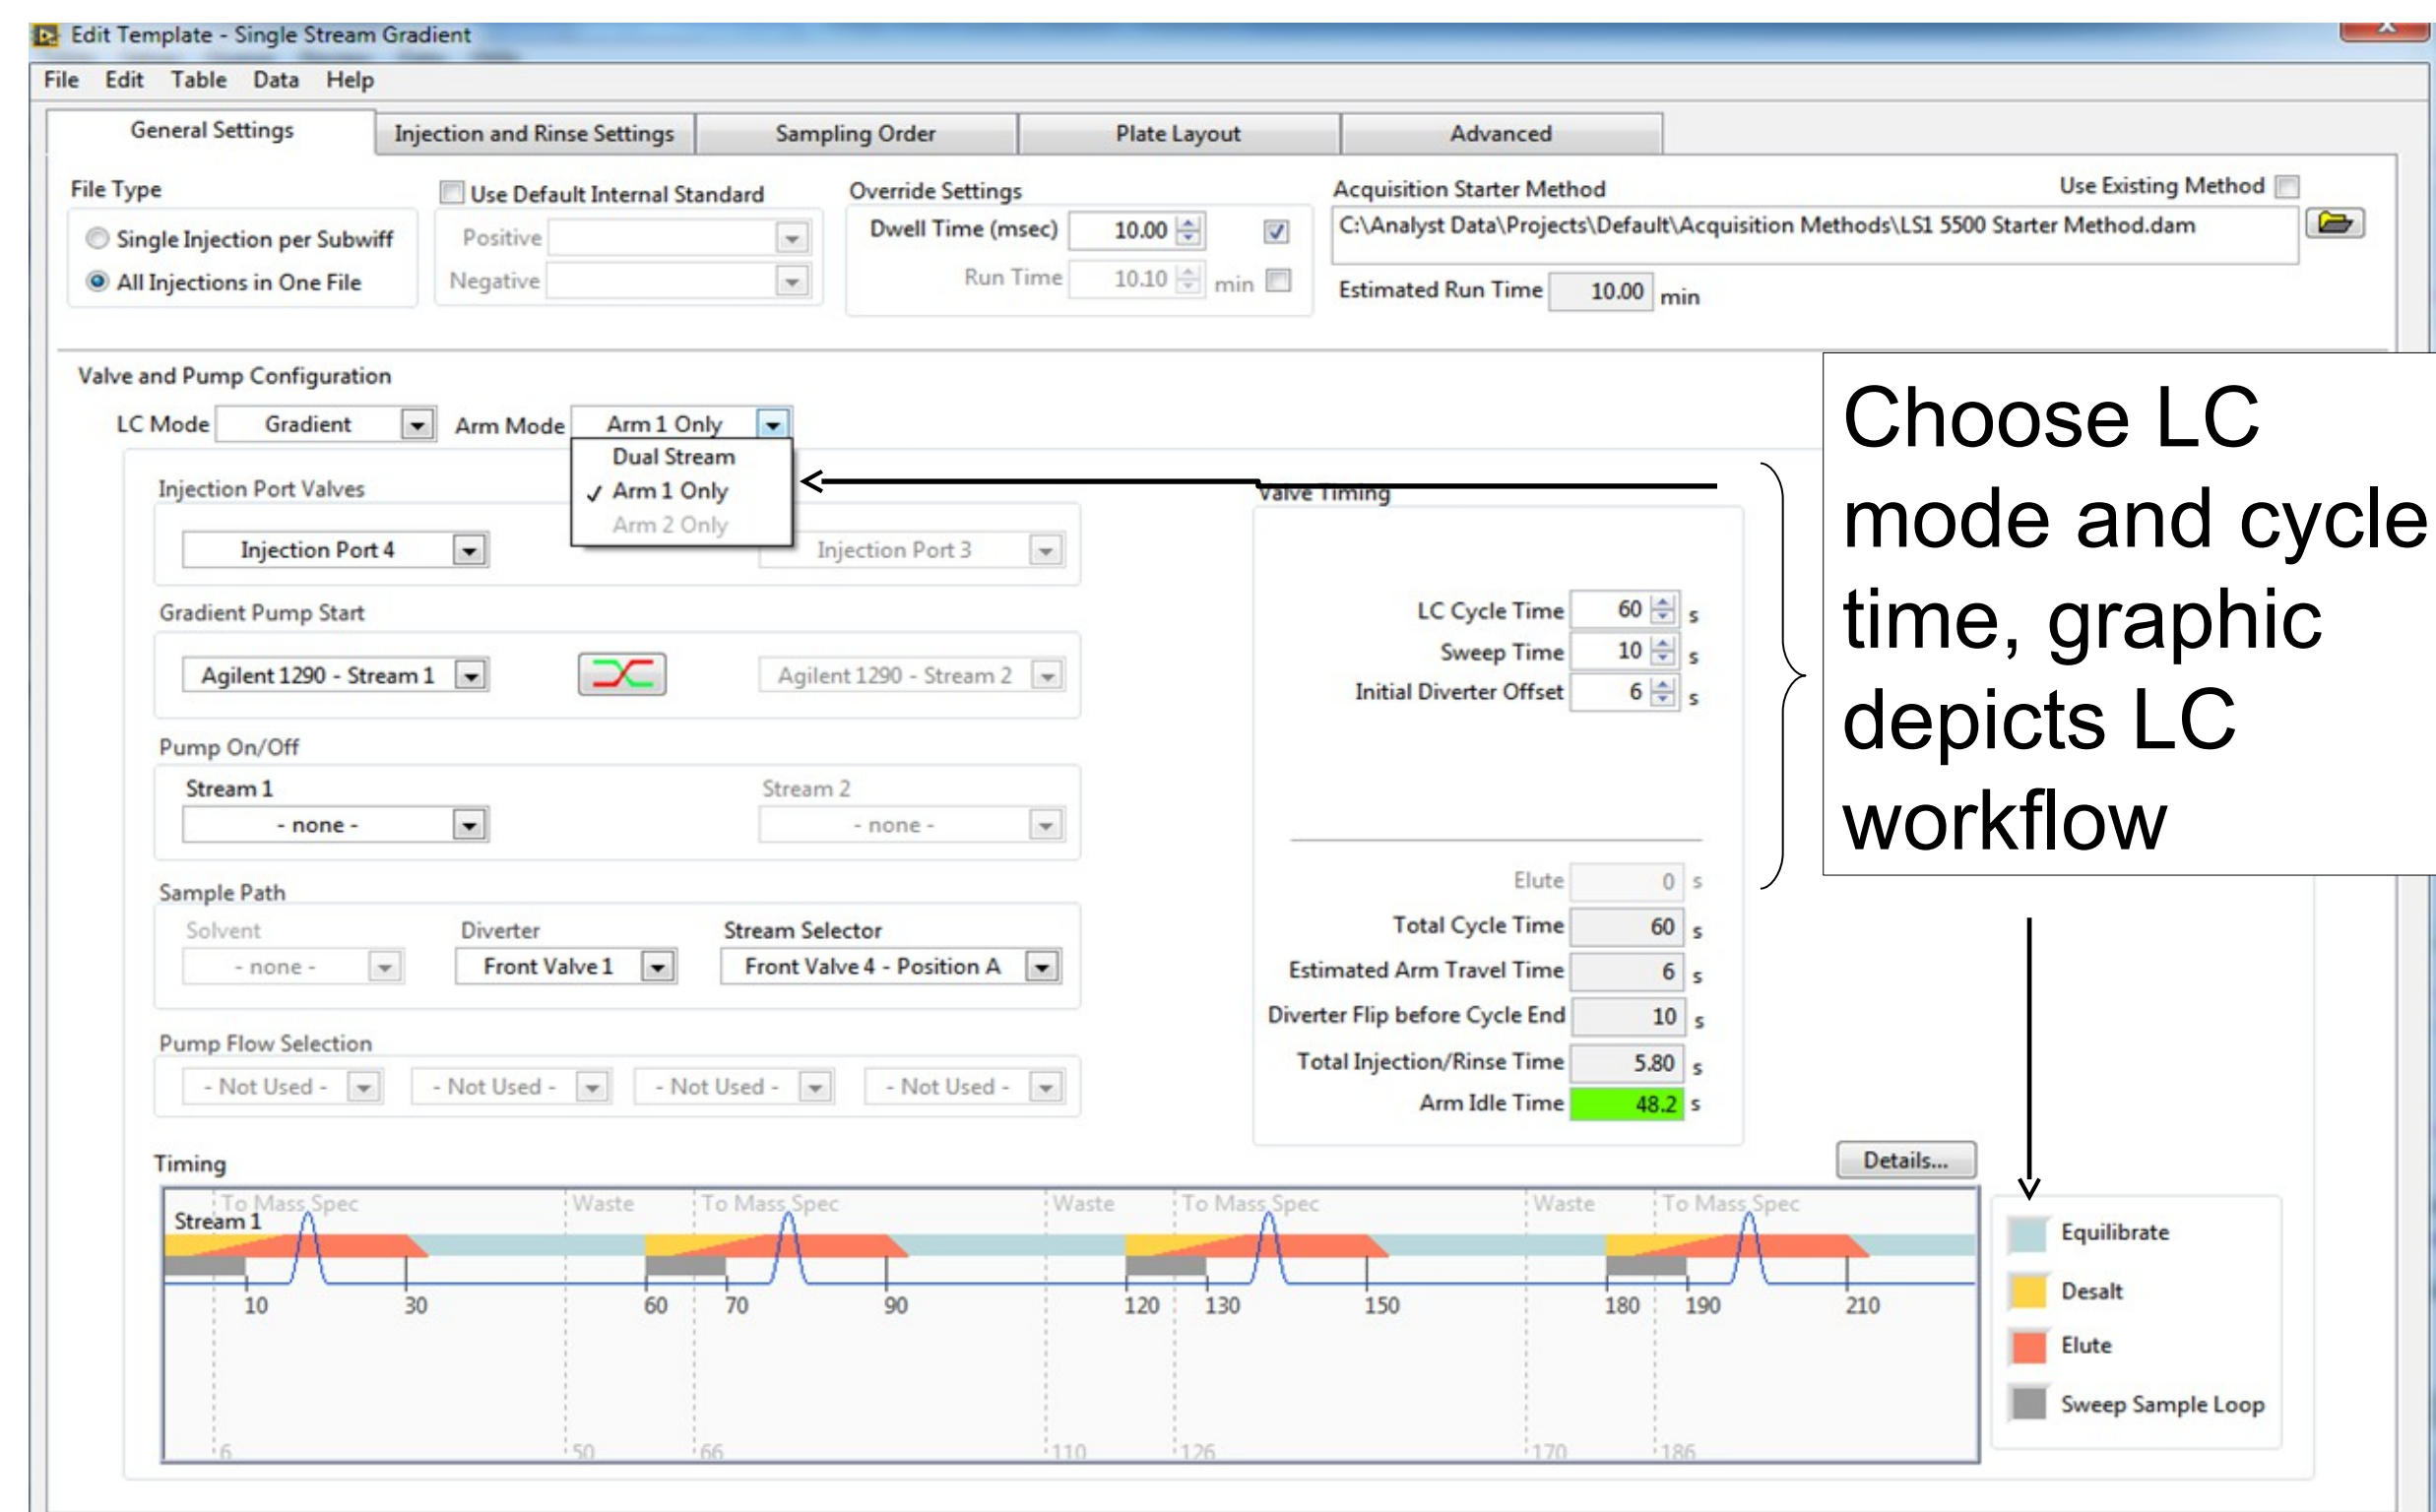 Edit Template - Single Stream Gradient
File Edit Table Data Help
General Settings Injection and Rinse Settings Sampling Order Plate Layout Advanced
File Type
Single Injection per Subwiff
All Injections in One File
Use Default Internal Standard
Positive
Negative
Override Settings
Dwell Time (msec) 10.00
Run Time 10.10 min
Acquisition Starter Method
Use Existing Method
C:\Analyst Data\Projects\Default\Acquisition Methods\LS1 5500 Starter Method.dam
Estimated Run Time 10.00 min
Valve and Pump Configuration
LC Mode Gradient Arm Mode Arm 1 Only
Dual Stream
✓ Arm 1 Only
Arm 2 Only
Injection Port Valves
Injection Port 4 Injection Port 3
Gradient Pump Start
Agilent 1290 - Stream 1 Agilent 1290 - Stream 2
Pump On/Off
Stream 1 Stream 2
- none - - none -
Sample Path
Solvent Diverter Stream Selector
- none - Front Valve 1 Front Valve 4 - Position A
Pump Flow Selection
- Not Used - - Not Used - - Not Used - - Not Used -
Valve Timing
LC Cycle Time 60 s
Sweep Time 10 s
Initial Diverter Offset 6 s
Elute 0 s
Total Cycle Time 60 s
Estimated Arm Travel Time 6 s
Diverter Flip before Cycle End 10 s
Total Injection/Rinse Time 5.80 s
Arm Idle Time 48.2 s
Choose LC
mode and cycle
time, graphic
depicts LC
workflow
Details...
Timing
To Mass Spec Waste To Mass Spec Waste To Mass Spec Waste To Mass Spec
Stream 1
10 30 60 70 90 120 130 150 180 190 210
6 50 66 110 126 170 186
Equilibrate
Desalt
Elute
Sweep Sample Loop